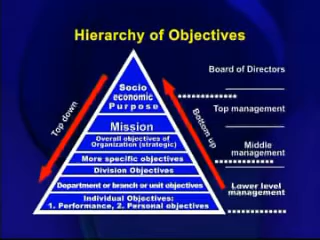 Hierarchy of Objectives
Socio
economic
Purpose
Mission
Overall objectives of
Organization (strategic)
More specific objectives
Division Objectives
Department or branch or unit objectives
Individual Objectives:
1. Performance, 2. Personal objectives
Top down
Bottom up
Board of Directors
Top management
Middle
management
Lower level
management